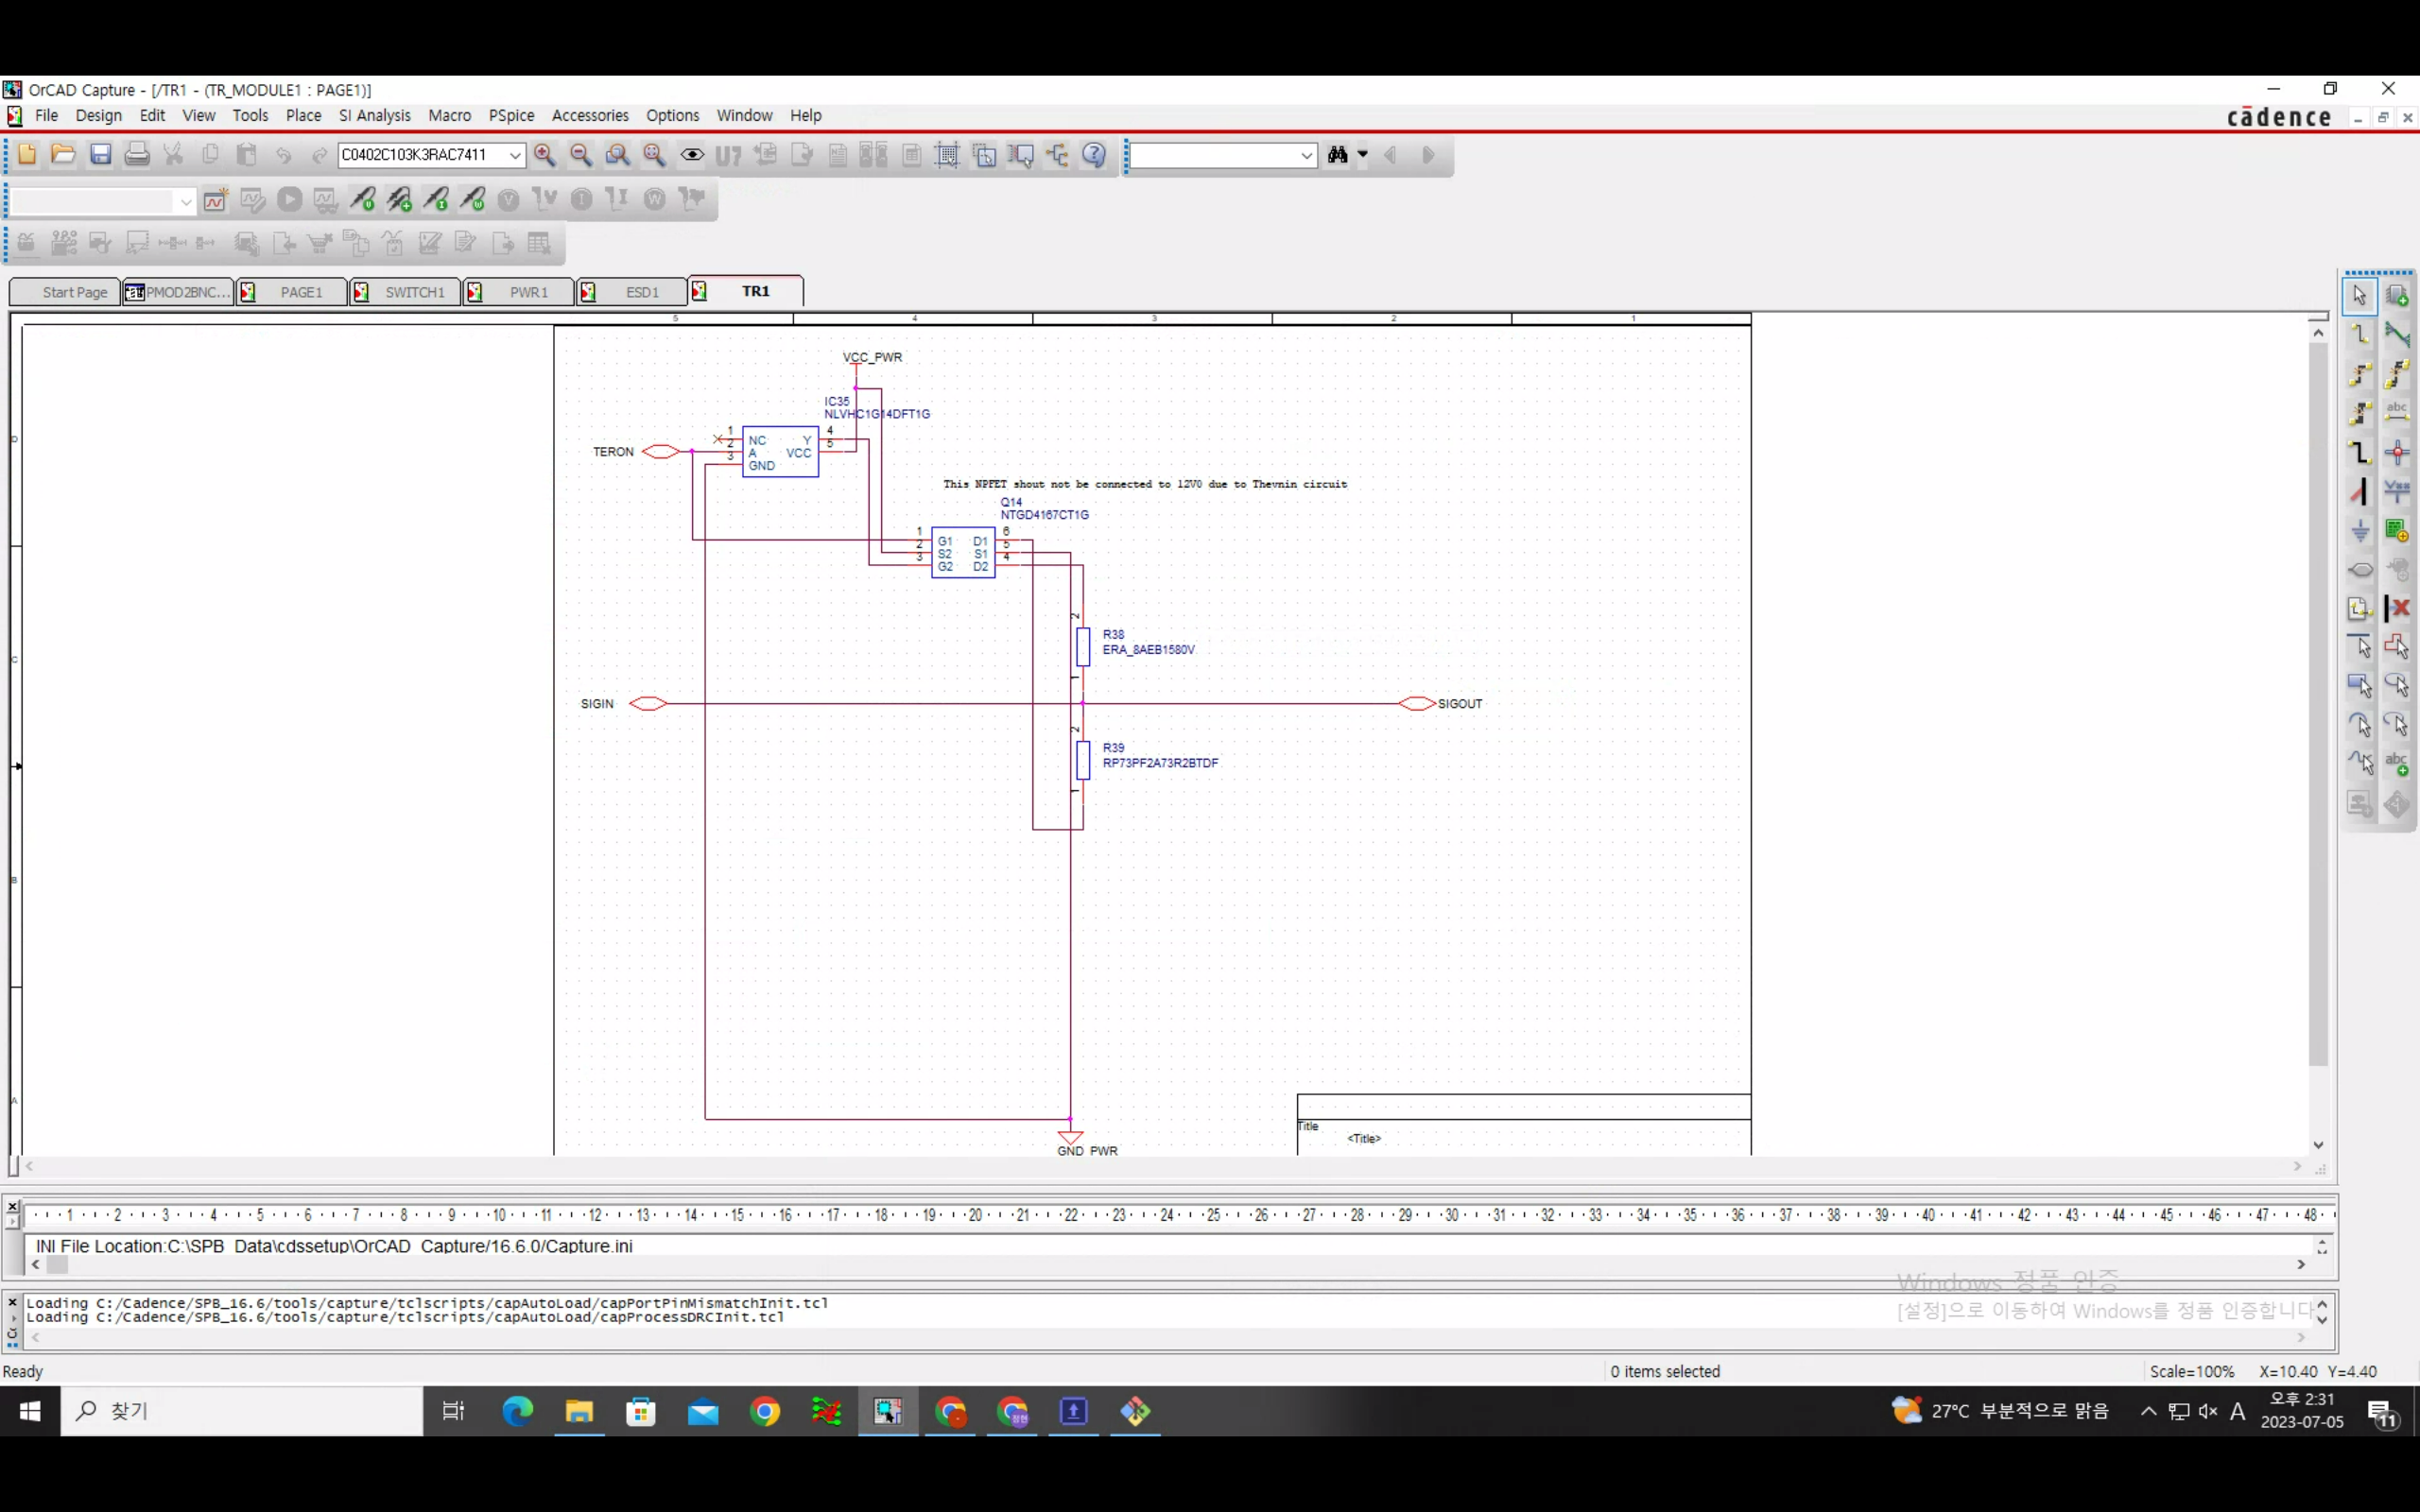 OrCAD Capture - [/TR1 - (TR_MODULE1 : PAGE1)]
File Design Edit View Tools Place SI Analysis Macro PSpice Accessories Options Window Help
cādence
C0402C103K3RAC7411
Start Page PMOD2BNC... PAGE1 SWITCH1 PWR1 ESD1 TR1
5 4 3 2 1
VCC_PWR
IC35
NLVHC1G14DFT1G
TERON
1 NC Y 4
2 A VCC 5
3 GND
This NPFET shout not be connected to 12V0 due to Thevnin circuit
Q14
NTGD4167CT1G
1 G1 D1 6
2 S2 S1 5
3 G2 D2 4
2
R38
ERA_8AEB1580V
1
SIGIN
SIGOUT
2
R39
RP73PF2A73R2BTDF
1
D
C
B
A
GND_PWR
Title
<Title>
1 2 3 4 5 6 7 8 9 10 11 12 13 14 15 16 17 18 19 20 21 22 23 24 25 26 27 28 29 30 31 32 33 34 35 36 37 38 39 40 41 42 43 44 45 46 47 48
INI File Location:C:\SPB_Data\cdssetup\OrCAD_Capture/16.6.0/Capture.ini
Windows 정품 인증
[설정]으로 이동하여 Windows를 정품 인증합니다
Loading C:/Cadence/SPB_16.6/tools/capture/tclscripts/capAutoLoad/capPortPinMismatchInit.tcl
Loading C:/Cadence/SPB_16.6/tools/capture/tclscripts/capAutoLoad/capProcessDRCInit.tcl
Ready
0 items selected
Scale=100% X=10.40 Y=4.40
찾기
27°C 부분적으로 맑음
A
오후 2:31
2023-07-05
11